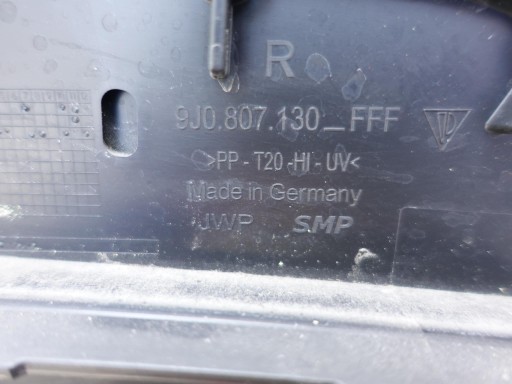 R
9J0.807.130_FFF
>PP - T20 -HI - UV<
Made in Germany
JWP SMP